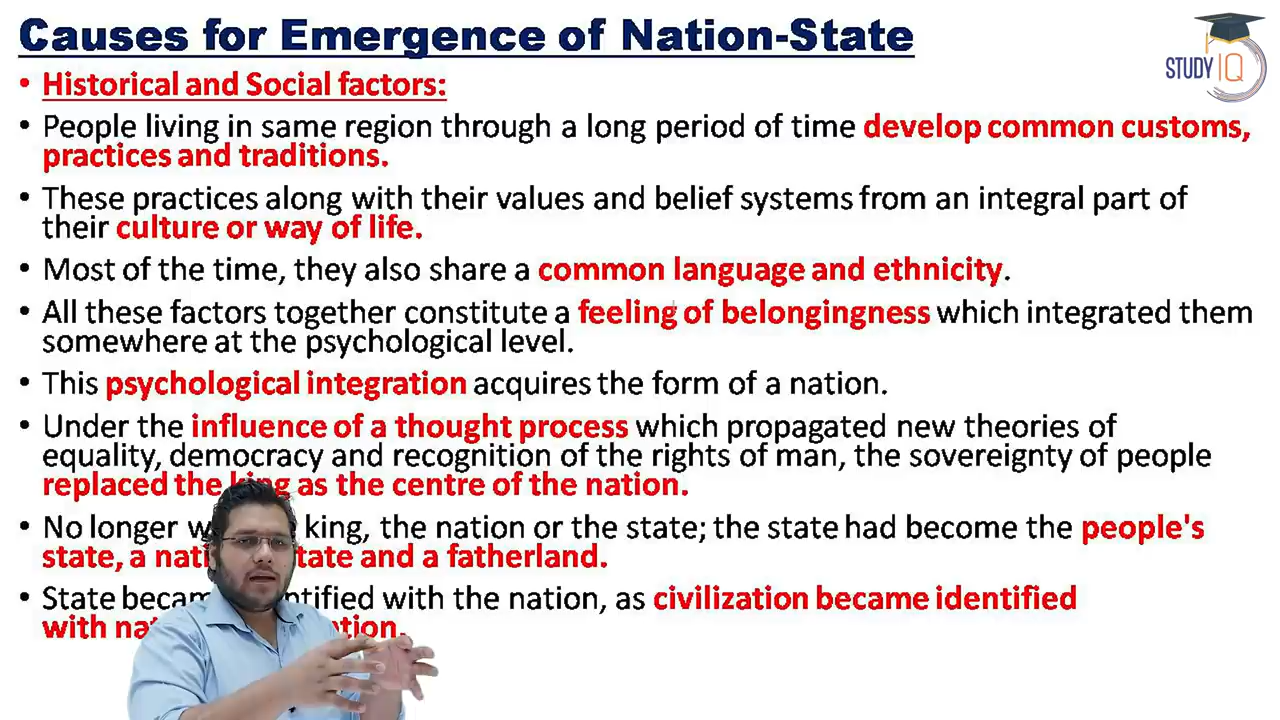 Causes for Emergence of Nation-State
STUDY IQ
• Historical and Social factors:
• People living in same region through a long period of time develop common customs,
practices and traditions.
• These practices along with their values and belief systems from an integral part of
their culture or way of life.
• Most of the time, they also share a common language and ethnicity.
• All these factors together constitute a feeling of belongingness which integrated them
somewhere at the psychological level.
• This psychological integration acquires the form of a nation.
• Under the influence of a thought process which propagated new theories of
equality, democracy and recognition of the rights of man, the sovereignty of people
replaced the king as the centre of the nation.
• No longer king, the nation or the state; the state had become the people's
state, a and a fatherland.
• State with the nation, as civilization became identified
with